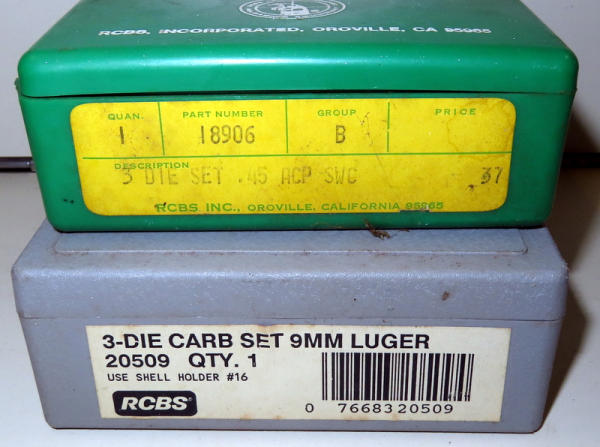 RCBS, INCORPORATED, OROVILLE, CA 95965
QUAN. PART NUMBER GROUP PRICE
1 18906 B
DESCRIPTION
3 DIE SET .45 ACP SWC 37
RCBS INC., OROVILLE, CALIFORNIA 95965
3-DIE CARB SET 9MM LUGER
20509 QTY. 1
USE SHELL HOLDER #16
RCBS
0 7668320509